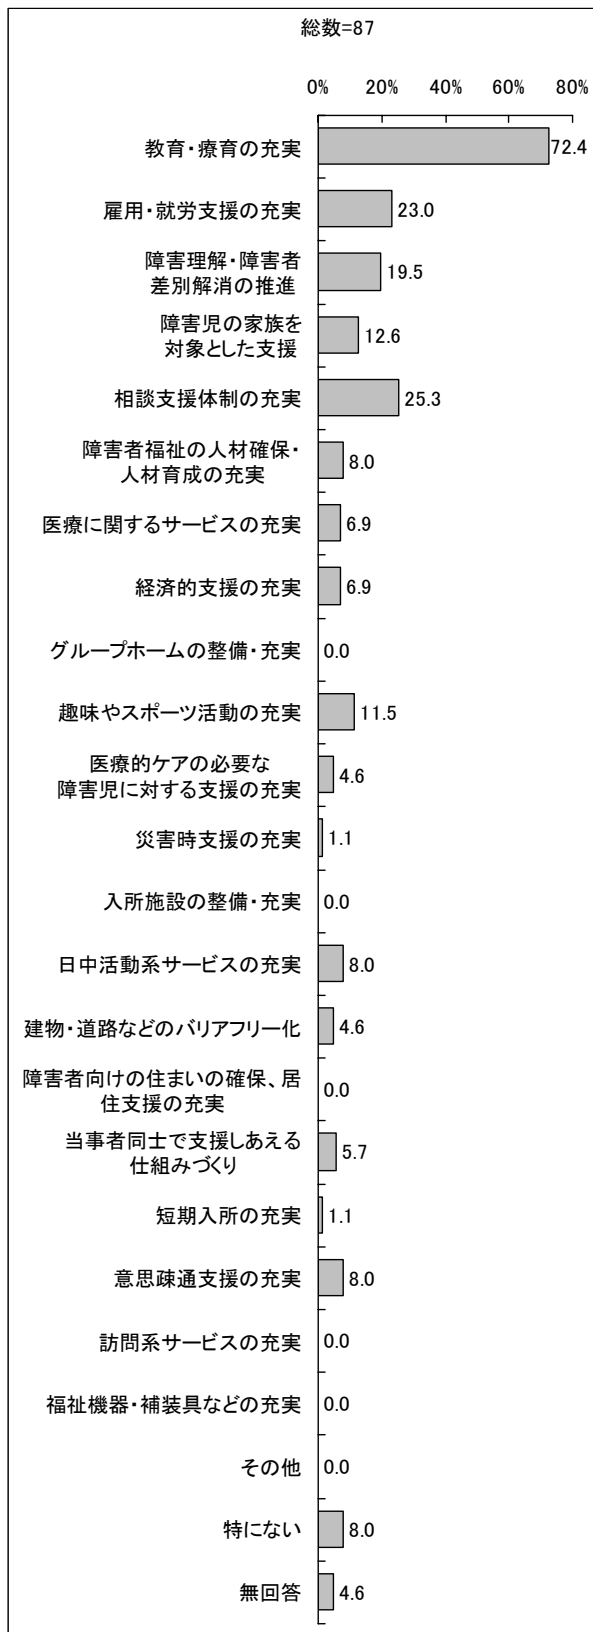 総数=87
0% 20% 40% 60% 80%
教育・療育の充実 72.4
雇用・就労支援の充実 23.0
障害理解・障害者
差別解消の推進 19.5
障害児の家族を
対象とした支援 12.6
相談支援体制の充実 25.3
障害者福祉の人材確保・
人材育成の充実 8.0
医療に関するサービスの充実 6.9
経済的支援の充実 6.9
グループホームの整備・充実 0.0
趣味やスポーツ活動の充実 11.5
医療的ケアの必要な
障害児に対する支援の充実 4.6
災害時支援の充実 1.1
入所施設の整備・充実 0.0
日中活動系サービスの充実 8.0
建物・道路などのバリアフリー化 4.6
障害者向けの住まいの確保、居
住支援の充実 0.0
当事者同士で支援しあえる
仕組みづくり 5.7
短期入所の充実 1.1
意思疎通支援の充実 8.0
訪問系サービスの充実 0.0
福祉機器・補装具などの充実 0.0
その他 0.0
特にない 8.0
無回答 4.6